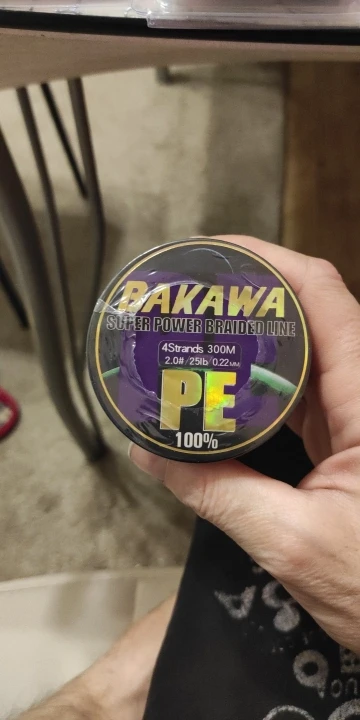 BAKAWA
SUPER POWER BRAIDED LINE
4Strands 300M
2.0# 25lb 0.22MM
PE
100%